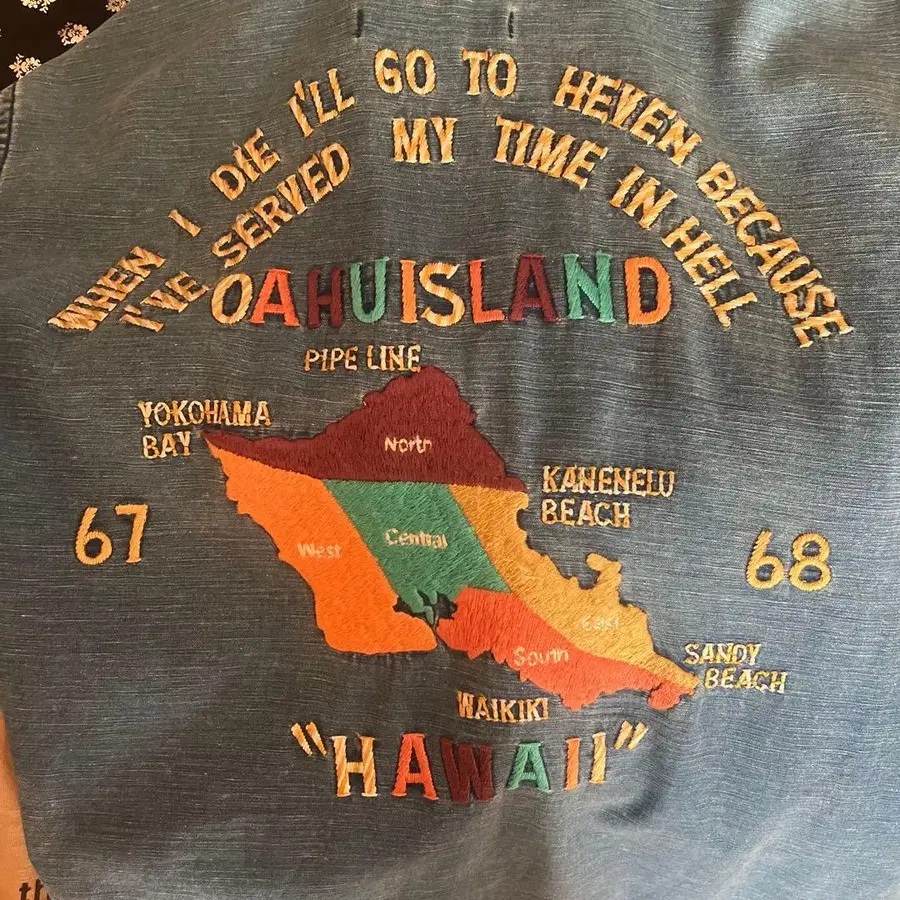 WHEN I DIE I'LL GO TO HEVEN BECAUSE
I'VE SERVED MY TIME IN HELL
OAHUISLAND
PIPE LINE
YOKOHAMA
BAY
North
KANENELU
BEACH
67
West
Central
68
East
South
SANDY
BEACH
WAIKIKI
"HAWAII"